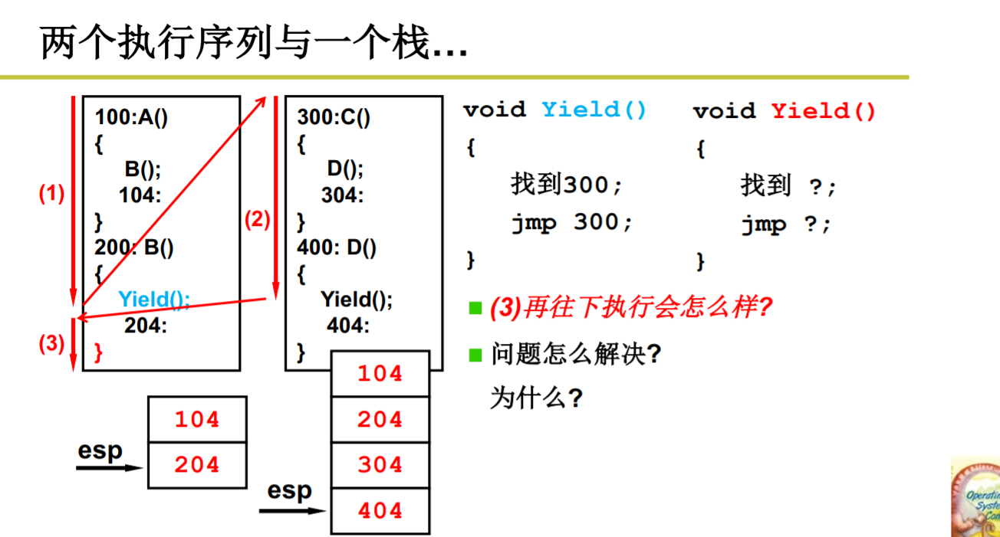 两个执行序列与一个栈...
(1)
100:A()
{
B();
104:
}
200: B()
{
Yield();
204:
}
(3)
(2)
300:C()
{
D();
304:
}
400: D()
{
Yield();
404:
}
void Yield()
{
找到300;
jmp 300;
}
void Yield()
{
找到 ?;
jmp ?;
}
(3)再往下执行会怎么样?
问题怎么解决?
为什么?
esp
104
204
esp
104
204
304
404